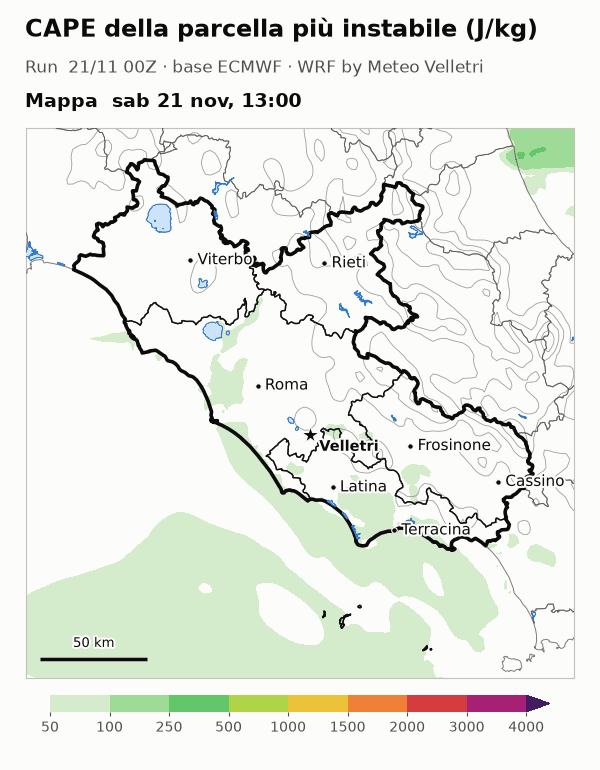 CAPE della parcella più instabile (J/kg)
Run  21/11 00Z · base ECMWF · WRF by Meteo Velletri
Mappa  sab 21 nov, 13:00
Viterbo
Rieti
Roma
Velletri
Frosinone
Cassino
Latina
Terracina
50 km
50 100 250 500 1000 1500 2000 3000 4000